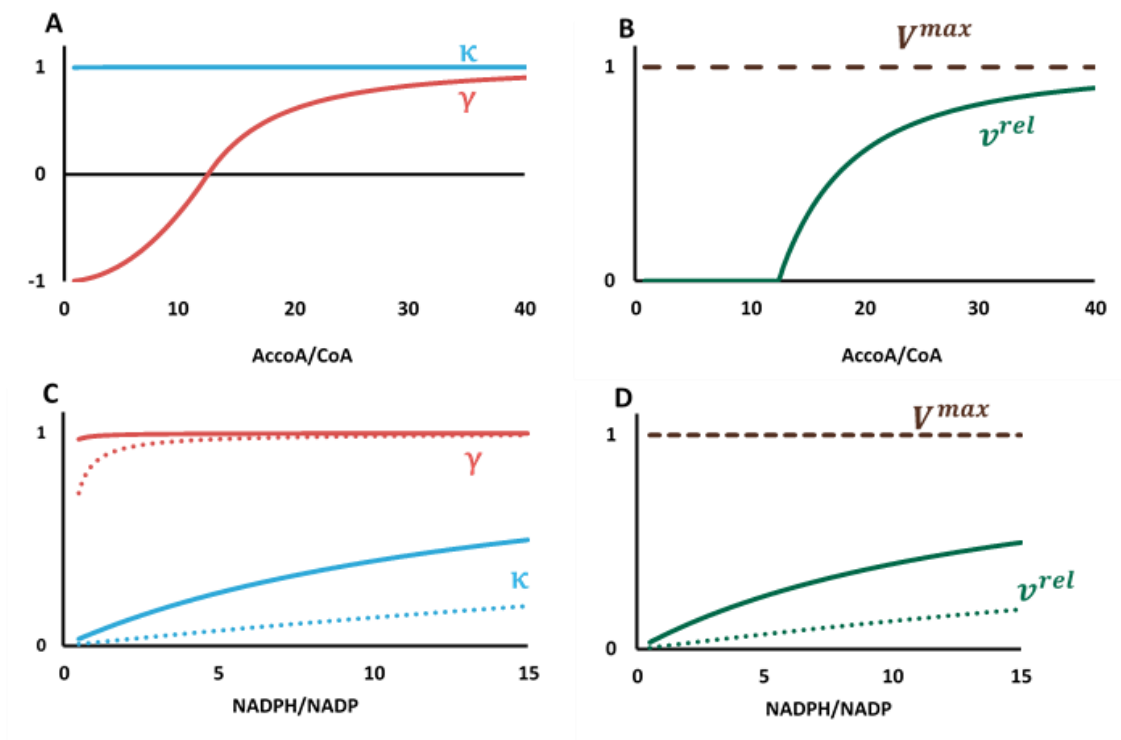 A
1
0
-1
κ
γ
0 10 20 30 40
AccoA/CoA
B
V^max
1
v^rel
0
0 10 20 30 40
AccoA/CoA
C
1
γ
κ
0
0 5 10 15
NADPH/NADP
D
V^max
1
v^rel
0
0 5 10 15
NADPH/NADP